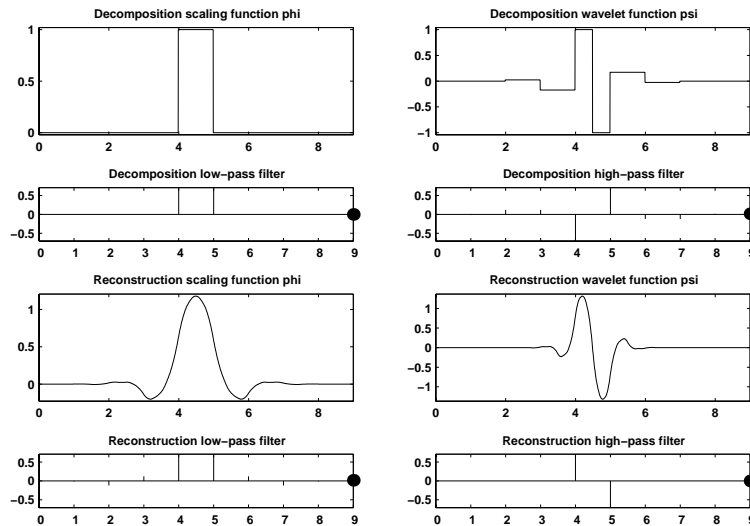 Decomposition scaling function phi
1
0.5
0
0 2 4 6 8
Decomposition wavelet function psi
1
0.5
0
−0.5
−1
0 2 4 6 8
Decomposition low−pass filter
0.5
0
−0.5
0 1 2 3 4 5 6 7 8 9
Decomposition high−pass filter
0.5
0
−0.5
0 1 2 3 4 5 6 7 8 9
Reconstruction scaling function phi
1
0.5
0
0 2 4 6 8
Reconstruction wavelet function psi
1
0.5
0
−0.5
−1
0 2 4 6 8
Reconstruction low−pass filter
0.5
0
−0.5
0 1 2 3 4 5 6 7 8 9
Reconstruction high−pass filter
0.5
0
−0.5
0 1 2 3 4 5 6 7 8 9